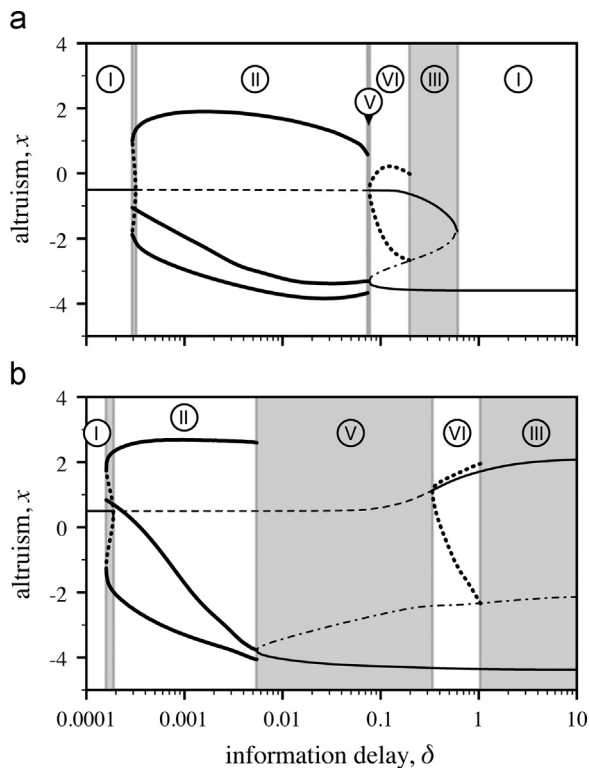 a
4
I
II
V
VI
III
I
2
0
-2
-4
altruism, x
b
4
I
II
V
VI
III
2
0
-2
-4
altruism, x
0.0001
0.001
0.01
0.1
1
10
information delay, δ